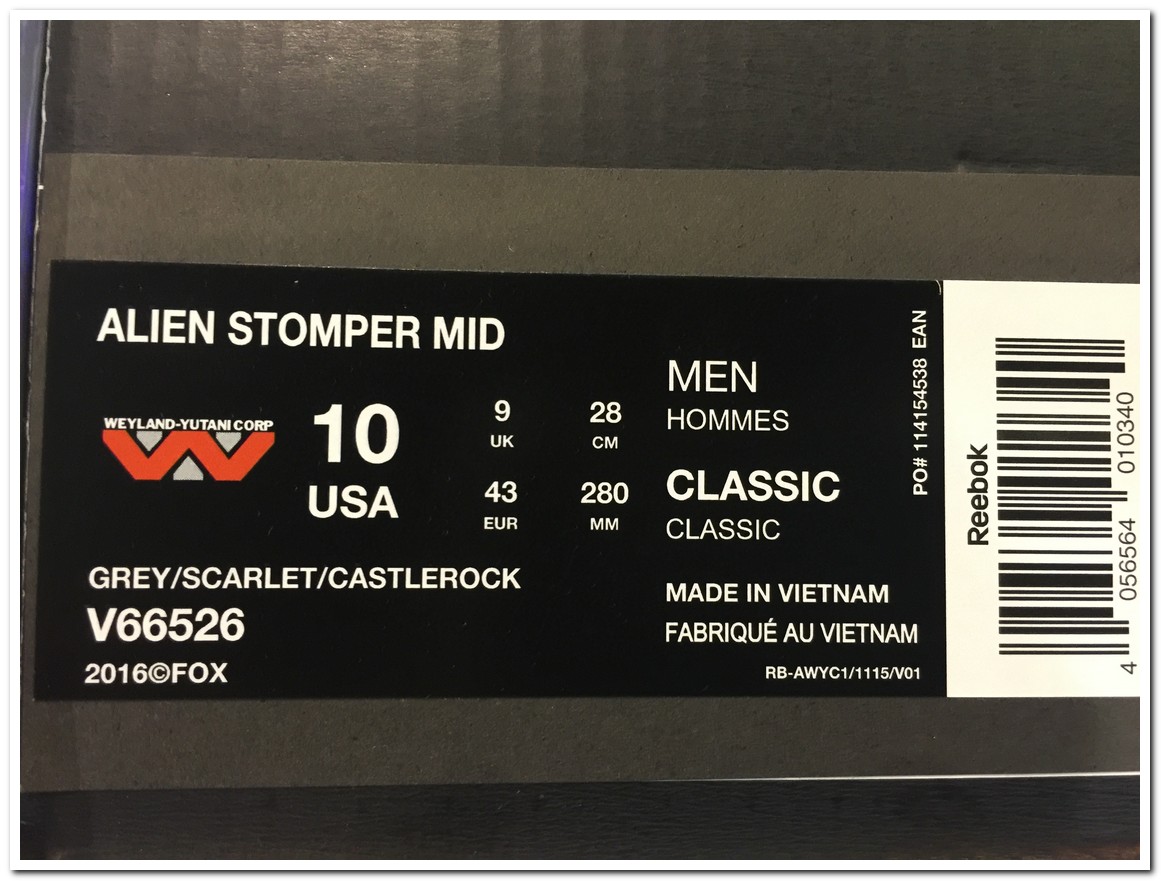 ALIEN STOMPER MID
WEYLAND-YUTANI CORP
10
USA
9
UK
28
CM
43
EUR
280
MM
GREY/SCARLET/CASTLEROCK
V66526
2016©FOX
MEN
HOMMES
CLASSIC
CLASSIC
MADE IN VIETNAM
FABRIQUÉ AU VIETNAM
RB-AWYC1/1115/V01
PO# 114154538 EAN
Reebok
4 056564 010340